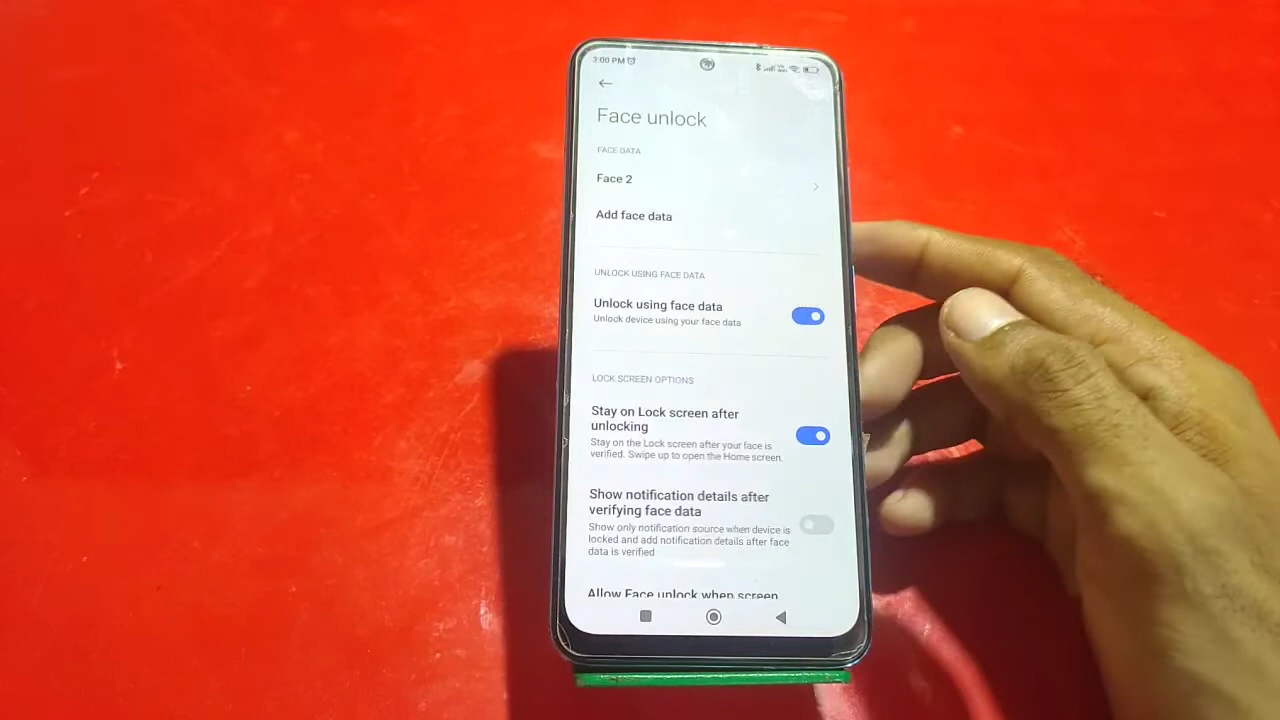 3:00 PM
Face unlock
FACE DATA
Face 2
Add face data
UNLOCK USING FACE DATA
Unlock using face data
Unlock device using your face data
LOCK SCREEN OPTIONS
Stay on Lock screen after
unlocking
Stay on the Lock screen after your face is
verified. Swipe up to open the Home screen.
Show notification details after
verifying face data
Show only notification source when device is
locked and add notification details after face
data is verified
Allow Face unlock when screen